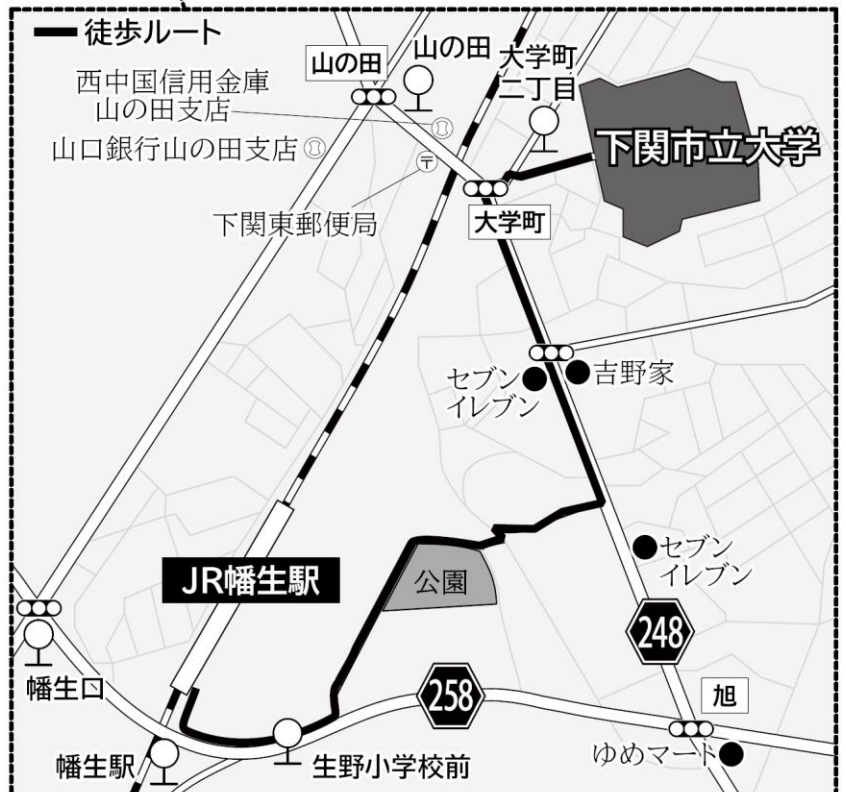 徒歩ルート
山の田
山の田
大学町
二丁目
西中国信用金庫
山の田支店
山口銀行山の田支店
〒
下関市立大学
下関東郵便局
大学町
セブン
イレブン
吉野家
セブン
イレブン
JR幡生駅
公園
248
幡生口
258
旭
幡生駅
生野小学校前
ゆめマート